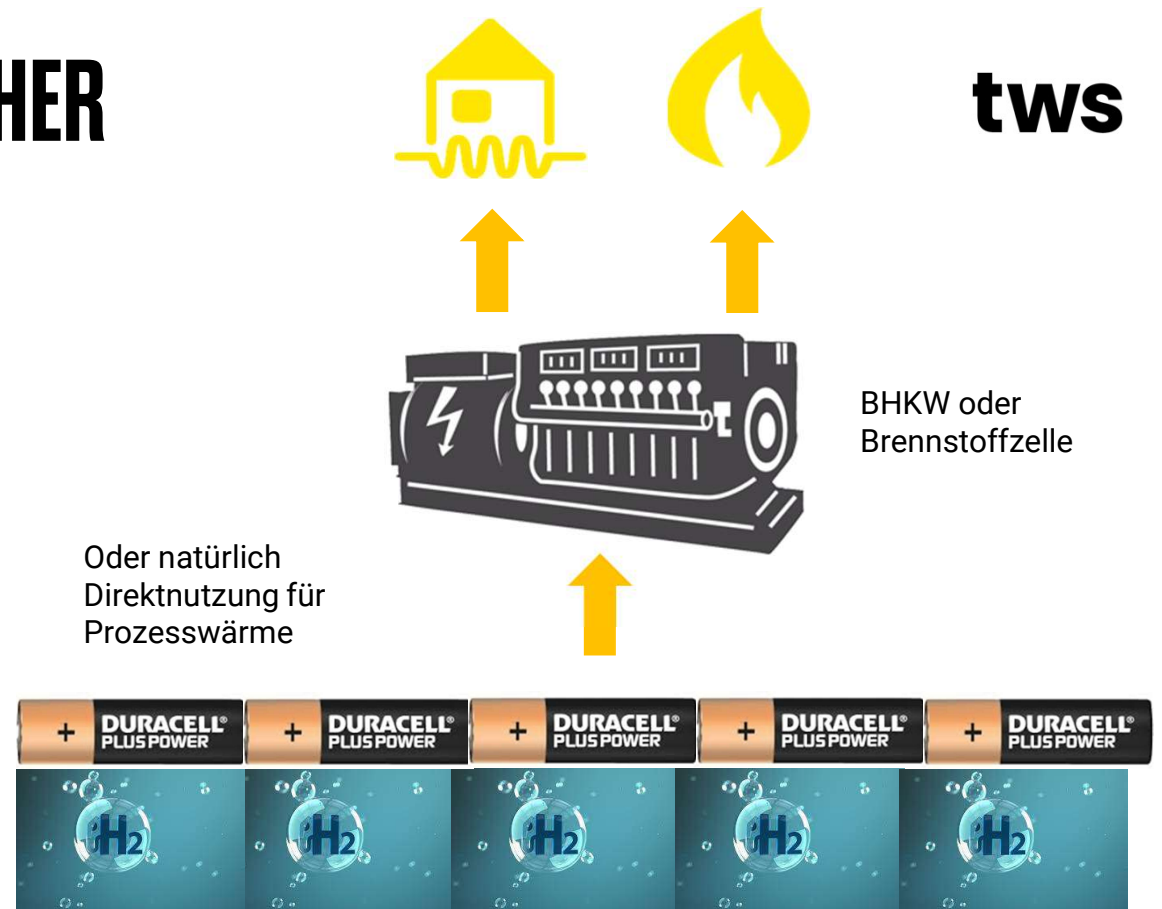 HER
tws
BHKW oder
Brennstoffzelle
Oder natürlich
Direktnutzung für
Prozesswärme
+ DURACELL®
PLUS POWER
+ DURACELL®
PLUS POWER
+ DURACELL®
PLUS POWER
+ DURACELL®
PLUS POWER
+ DURACELL®
PLUS POWER
H2
H2
H2
H2
H2